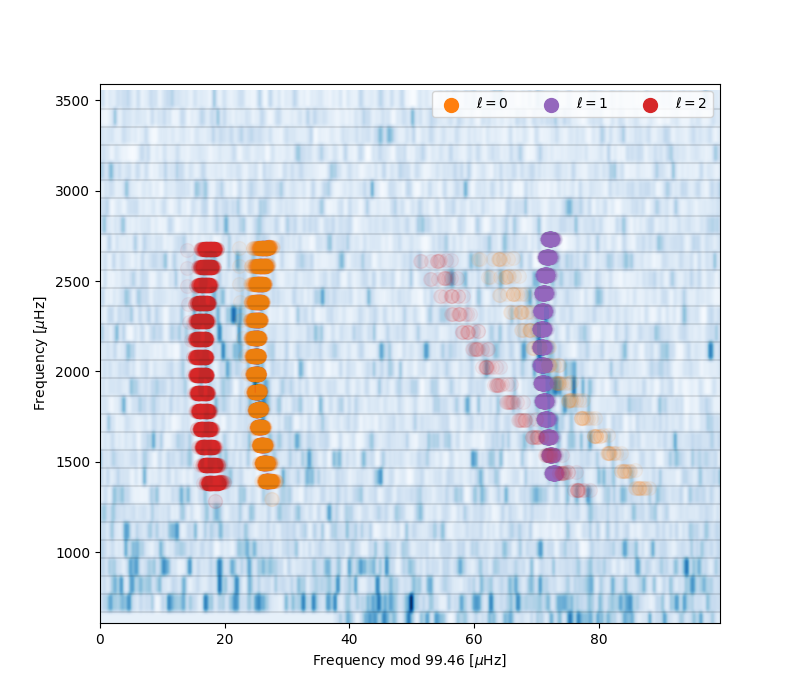 ℓ = 0 ℓ = 1 ℓ = 2
3500
3000
2500
2000
1500
1000
Frequency [μHz]
0 20 40 60 80
Frequency mod 99.46 [μHz]